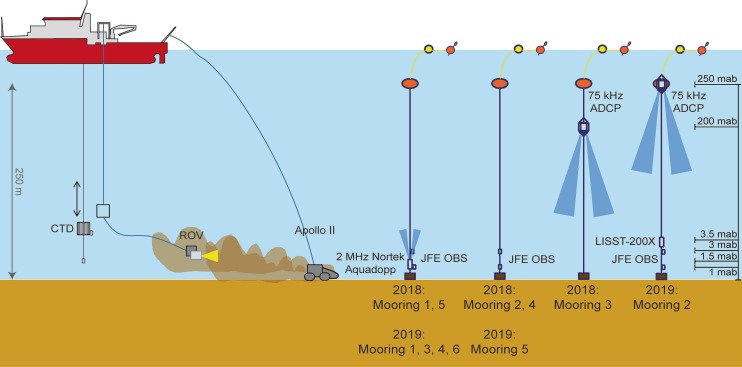 75 kHz
ADCP
75 kHz
ADCP
250 mab
200 mab
250 m
CTD
ROV
Apollo II
2 MHz Nortek
Aquadopp
JFE OBS
JFE OBS
LISST-200X
JFE OBS
3.5 mab
3 mab
1.5 mab
1 mab
2018:
Mooring 1, 5
2018:
Mooring 2, 4
2018:
Mooring 3
2019:
Mooring 2
2019:
Mooring 1, 3, 4, 6
2019:
Mooring 5